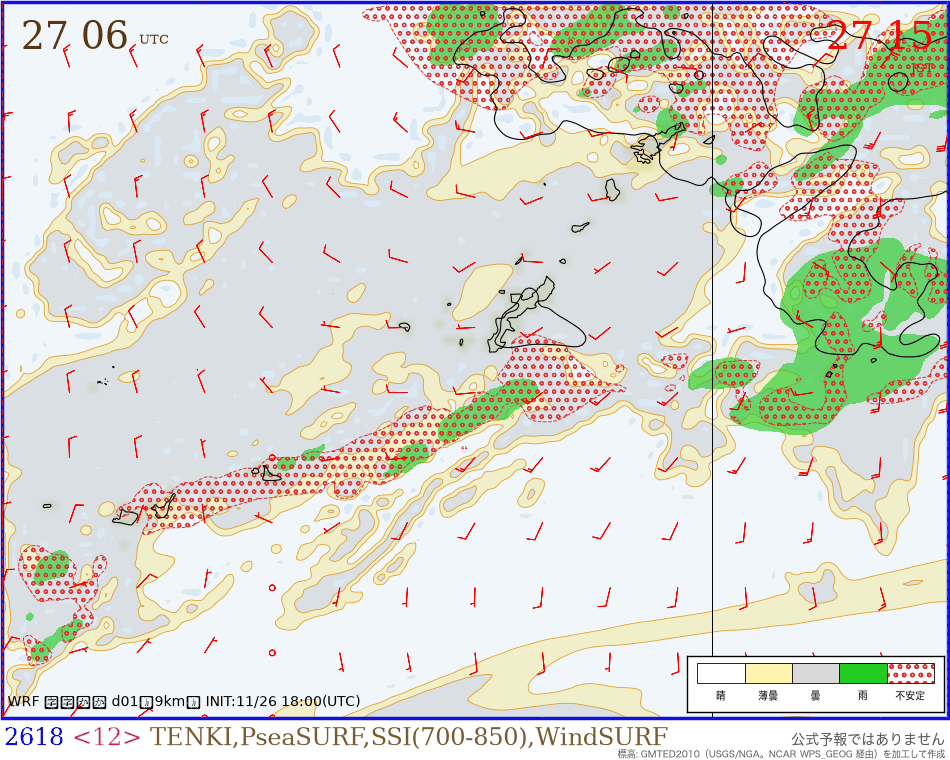 27 06 UTC
27 15
JST
WRF d01 9km INIT:11/26 18:00(UTC)
晴 薄曇 曇 雨 不安定
2618 <12> TENKI,PseaSURF,SSI(700-850),WindSURF
公式予報ではありません
標高: GMTED2010（USGS/NGA。NCAR WPS_GEOG 経由）を加工して作成